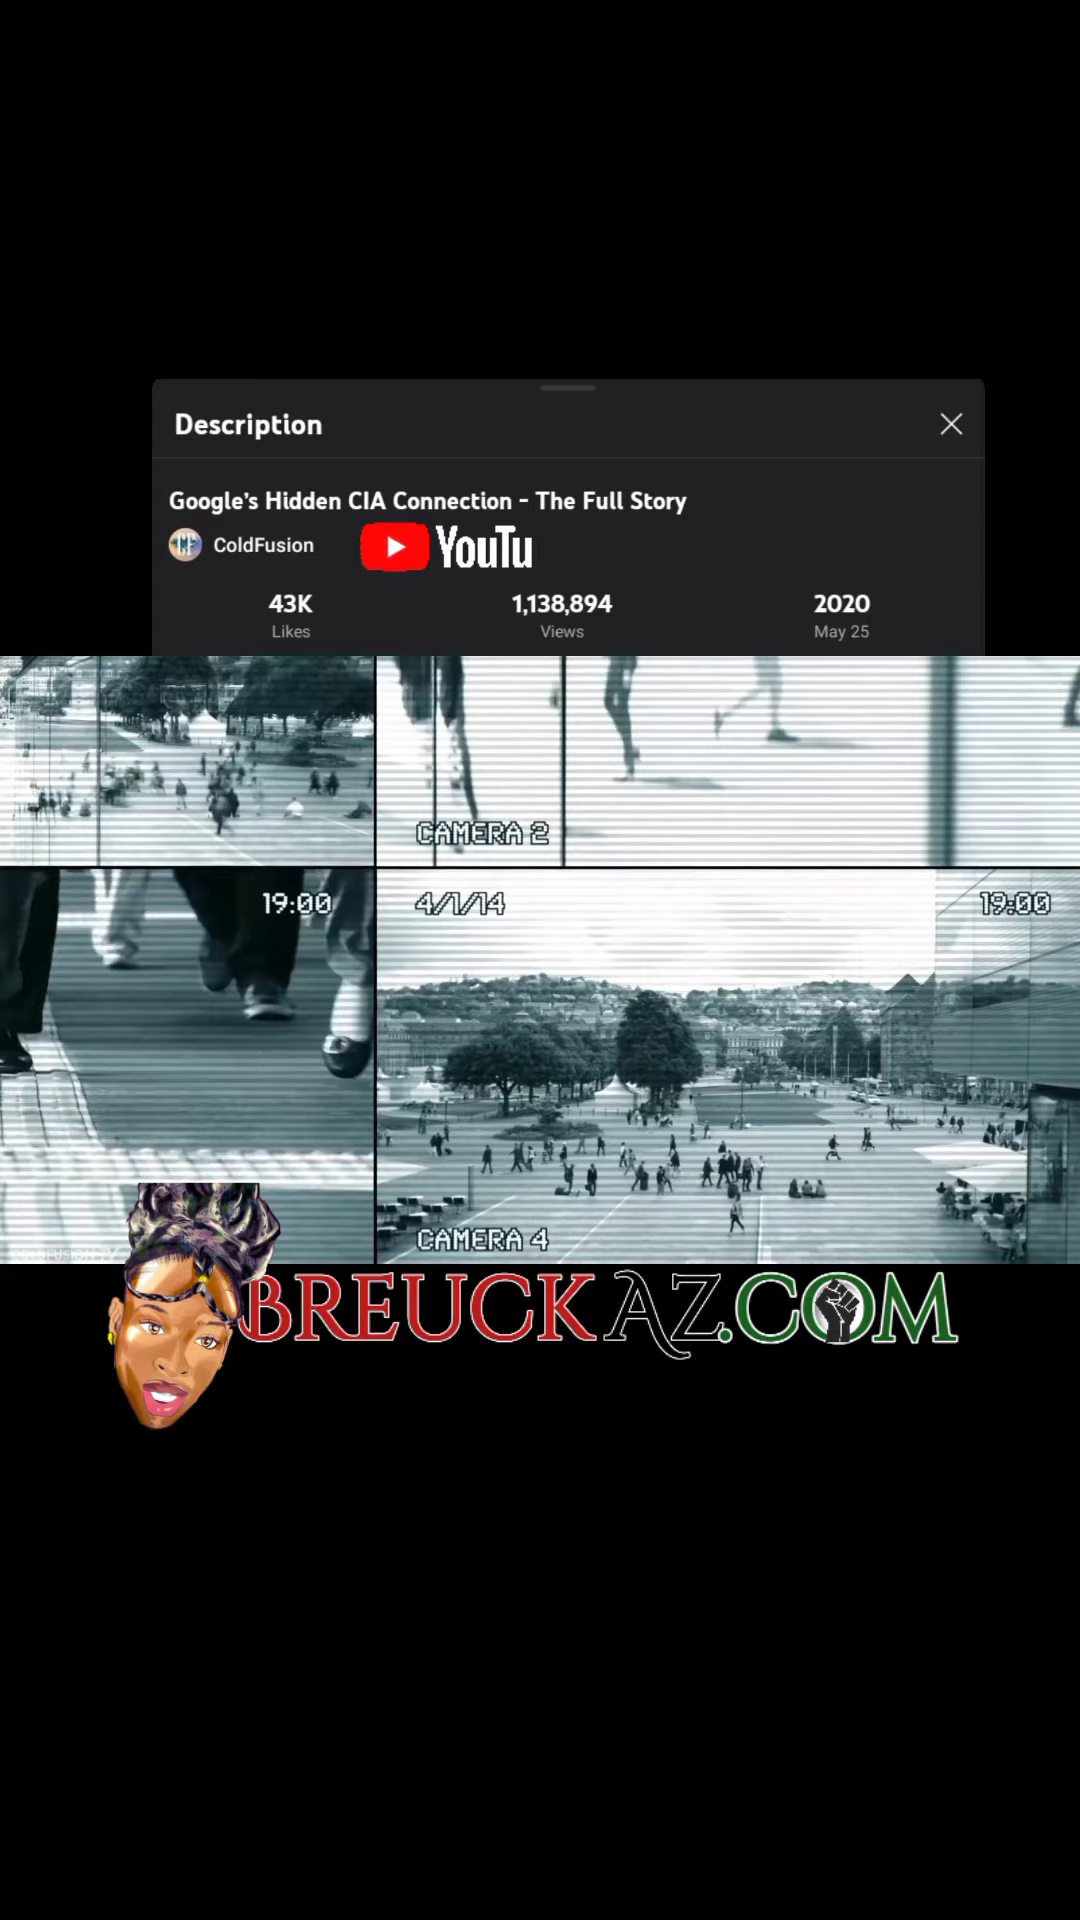 Description
Google's Hidden CIA Connection - The Full Story
ColdFusion
YouTu
43K
1,138,894
2020
Likes
Views
May 25
CAMERA 2
19:00
4/1/14
19:00
CAMERA 4
BREUCKAZ.COM